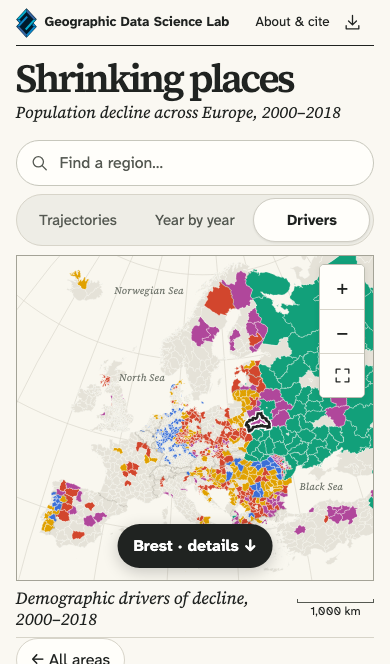 Geographic Data Science Lab About & cite
Shrinking places
Population decline across Europe, 2000–2018
Find a region...
Trajectories Year by year Drivers
Norwegian Sea
+
−
North Sea
Black Sea
Brest · details ↓
Demographic drivers of decline,
2000–2018
1,000 km
← All areas